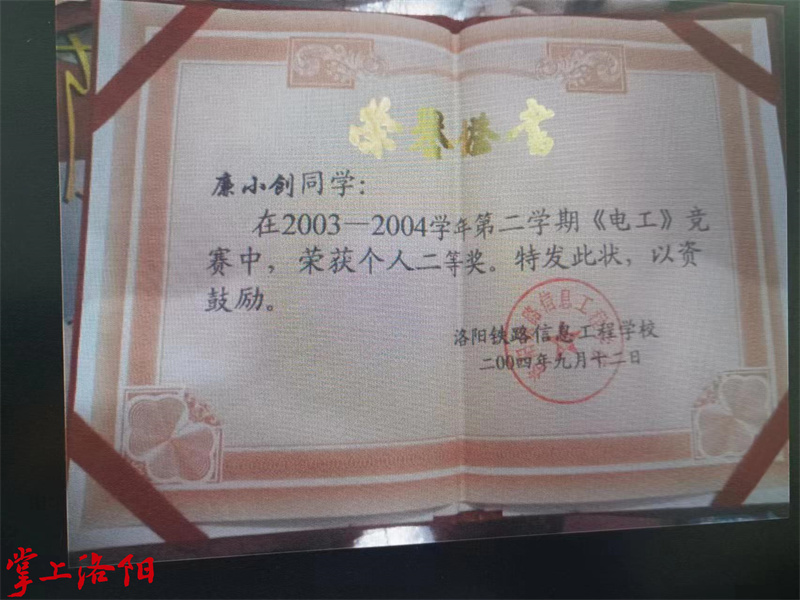 荣誉证书
廉小创同学：
在2003—2004学年第二学期《电工》竞
赛中，荣获个人二等奖。特发此状，以资
鼓励。
洛阳铁路信息工程学校
二00四年九月十二日
掌上洛阳